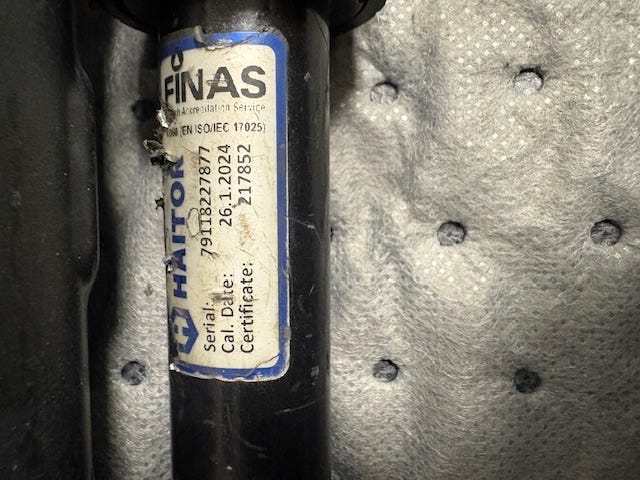 FINAS
Accreditation Service
(EN ISO/IEC 17025)
HAITOR
Serial: 79118227877
Cal. Date: 26.1.2024
Certificate: 217852